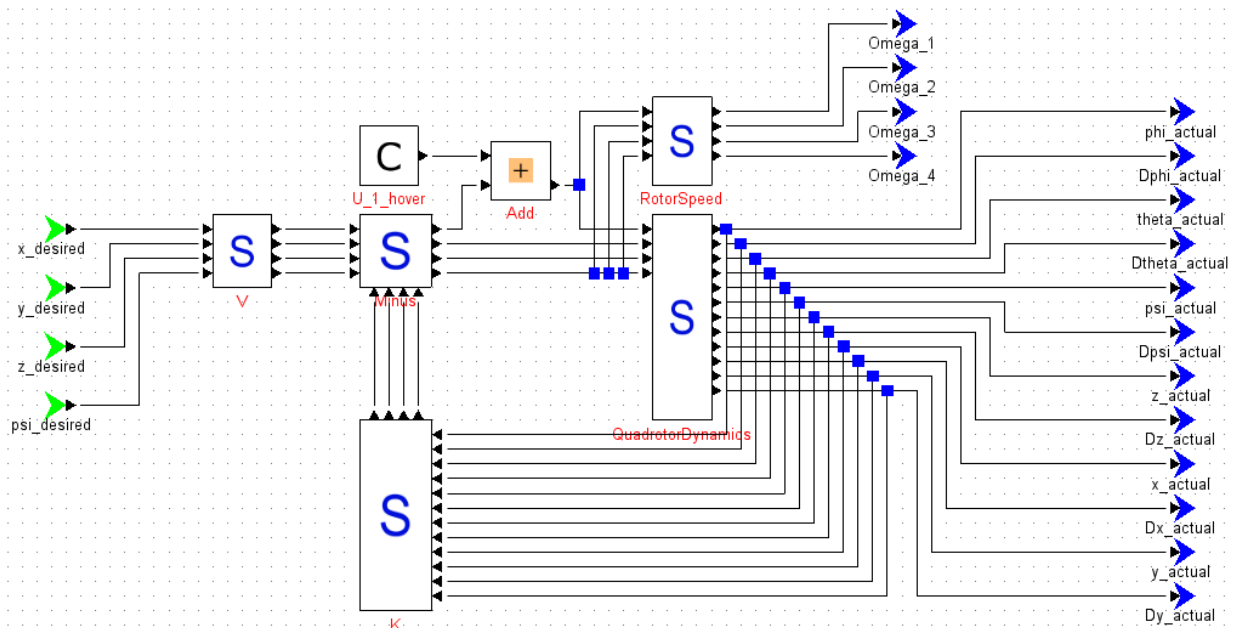 Omega_1
Omega_2
Omega_3
Omega_4
C
U_1_hover
+
Add
S
RotorSpeed
phi_actual
Dphi_actual
theta_actual
Dtheta_actual
psi_actual
Dpsi_actual
z_actual
Dz_actual
x_actual
Dx_actual
y_actual
Dy_actual
x_desired
y_desired
z_desired
psi_desired
S
V
S
Minus
S
QuadrotorDynamics
S
K